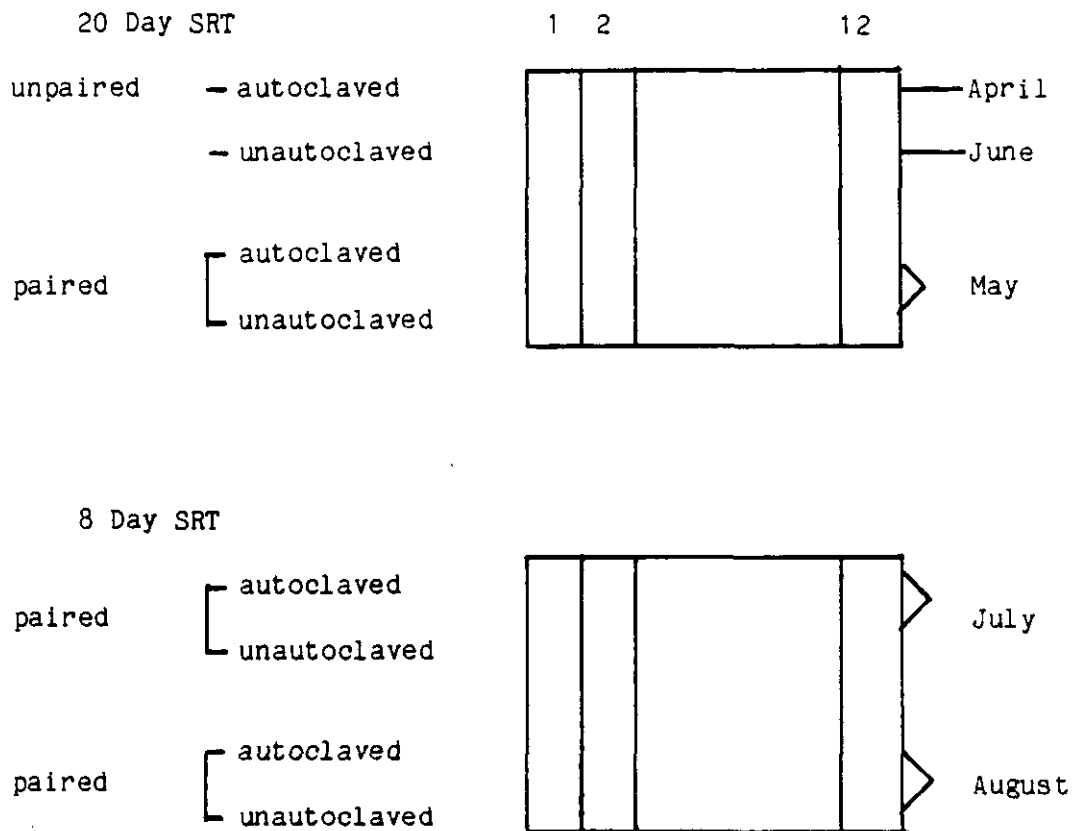 20 Day SRT 1 2 12
unpaired - autoclaved April
- unautoclaved June
autoclaved
paired May
unautoclaved
8 Day SRT
autoclaved
paired July
unautoclaved
autoclaved
paired August
unautoclaved